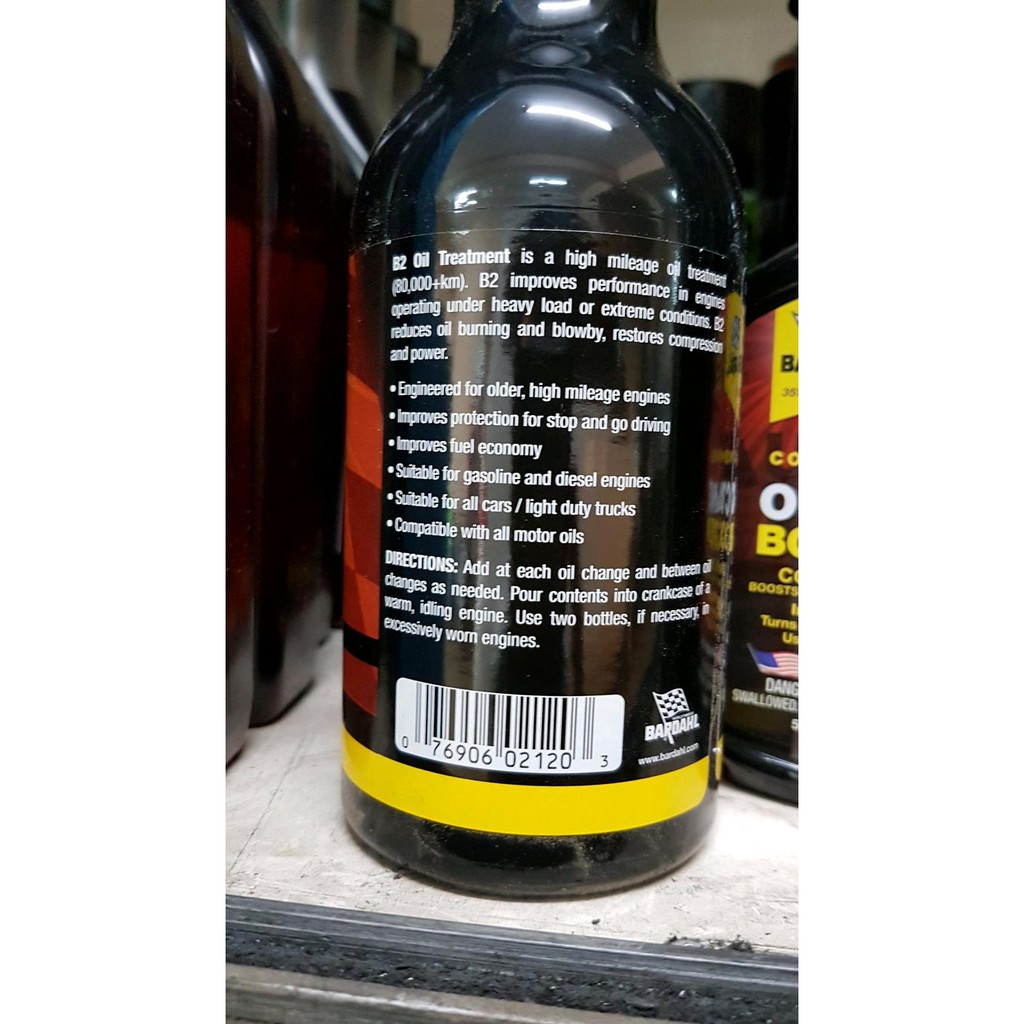 B2 Oil Treatment is a high mileage oil treatment
(80,000+km). B2 improves performance in engines
operating under heavy load or extreme conditions. B2
reduces oil burning and blowby, restores compression
and power.
• Engineered for older, high mileage engines
• Improves protection for stop and go driving
• Improves fuel economy
• Suitable for gasoline and diesel engines
• Suitable for all cars / light duty trucks
• Compatible with all motor oils
DIRECTIONS: Add at each oil change and between oil
changes as needed. Pour contents into crankcase of a
warm, idling engine. Use two bottles, if necessary, in
excessively worn engines.
0 76906 02120 3
BARDAHL
www.bardahl.com
BOOSTS
Turns
SWALLOWED